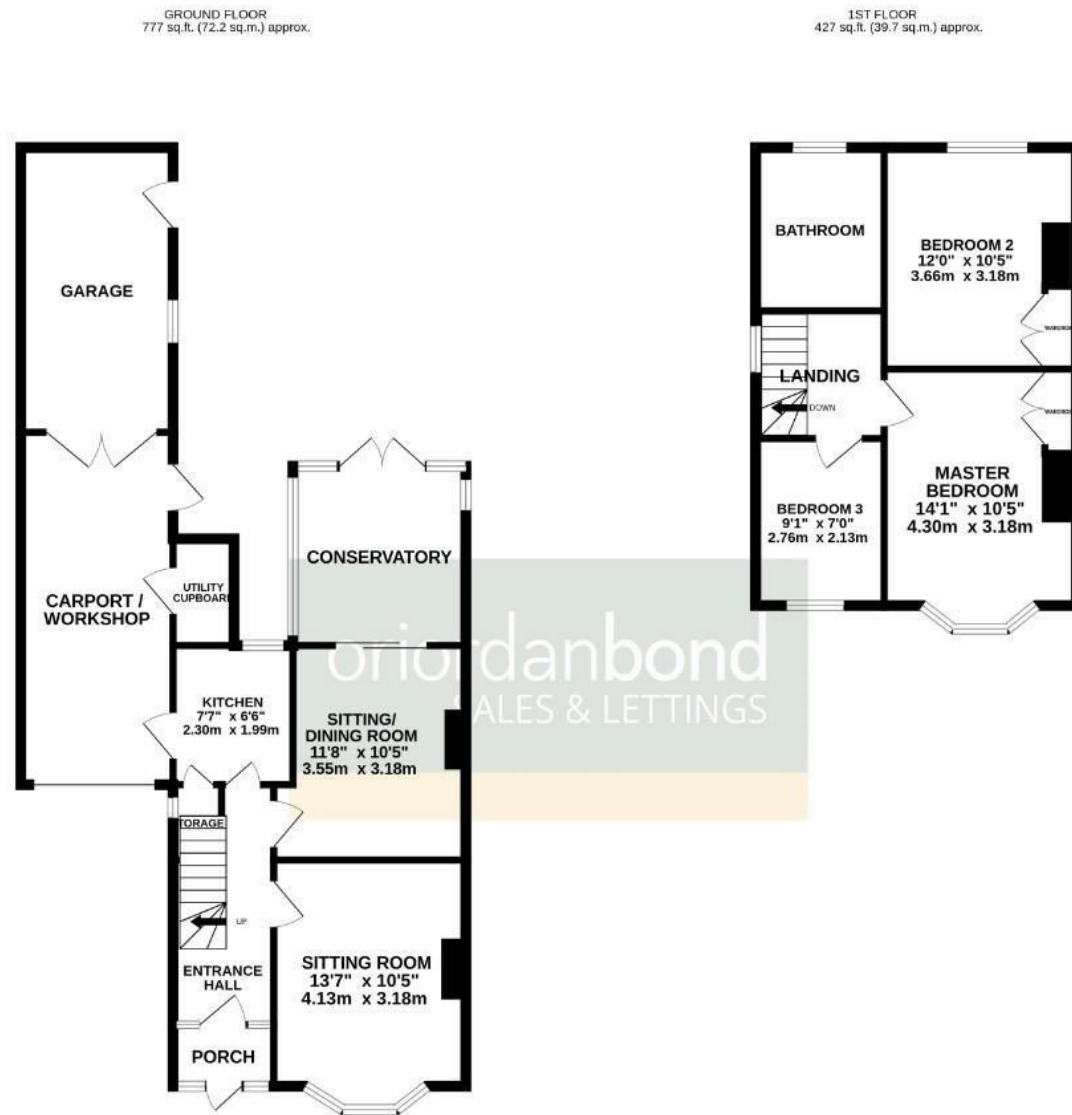 GROUND FLOOR
777 sq.ft. (72.2 sq.m.) approx.
1ST FLOOR
427 sq.ft. (39.7 sq.m.) approx.
GARAGE
CARPORT /
WORKSHOP
UTILITY
CUPBOARD
CONSERVATORY
KITCHEN
7'7" x 6'6"
2.30m x 1.99m
SITTING/
DINING ROOM
11'8" x 10'5"
3.55m x 3.18m
TORAGE
UP
ENTRANCE
HALL
SITTING ROOM
13'7" x 10'5"
4.13m x 3.18m
PORCH
BATHROOM
BEDROOM 2
12'0" x 10'5"
3.66m x 3.18m
WARDROBE
LANDING
DOWN
WARDROBE
MASTER
BEDROOM
14'1" x 10'5"
4.30m x 3.18m
BEDROOM 3
9'1" x 7'0"
2.76m x 2.13m
oriordanbond
SALES & LETTINGS